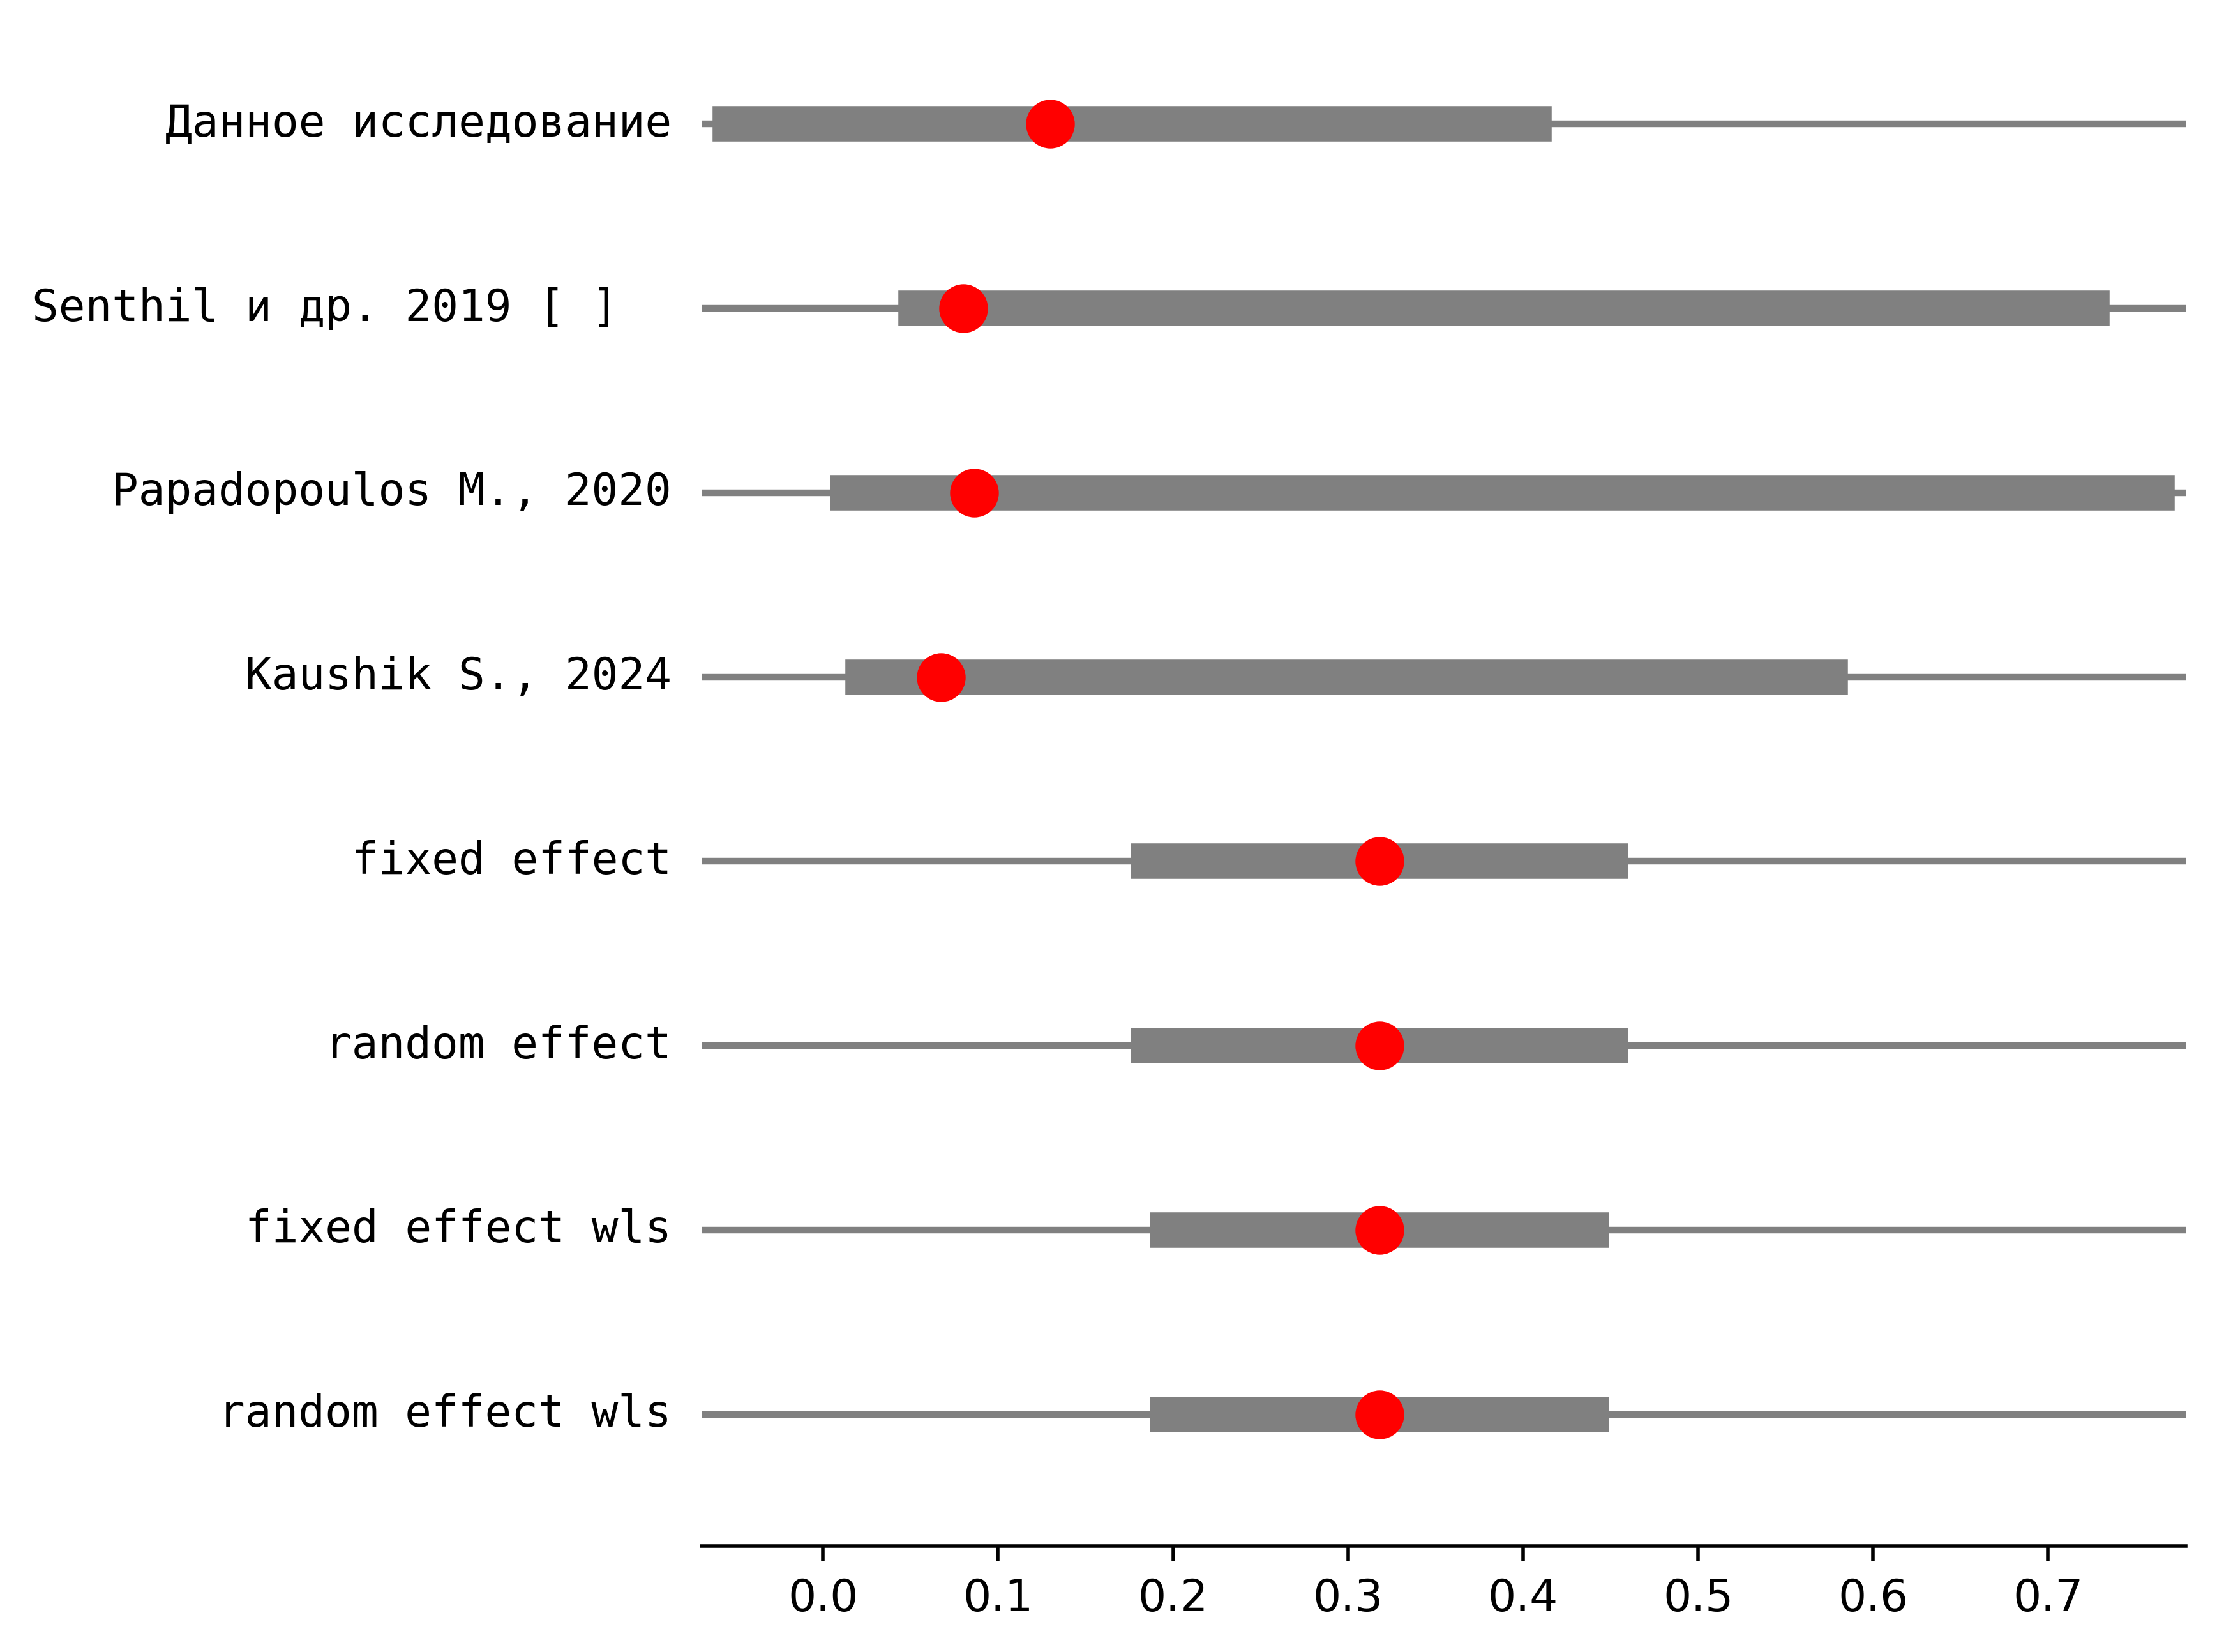 Данное исследование
Senthil и др. 2019 [ ]
Papadopoulos M., 2020
Kaushik S., 2024
fixed effect
random effect
fixed effect wls
random effect wls
0.0 0.1 0.2 0.3 0.4 0.5 0.6 0.7